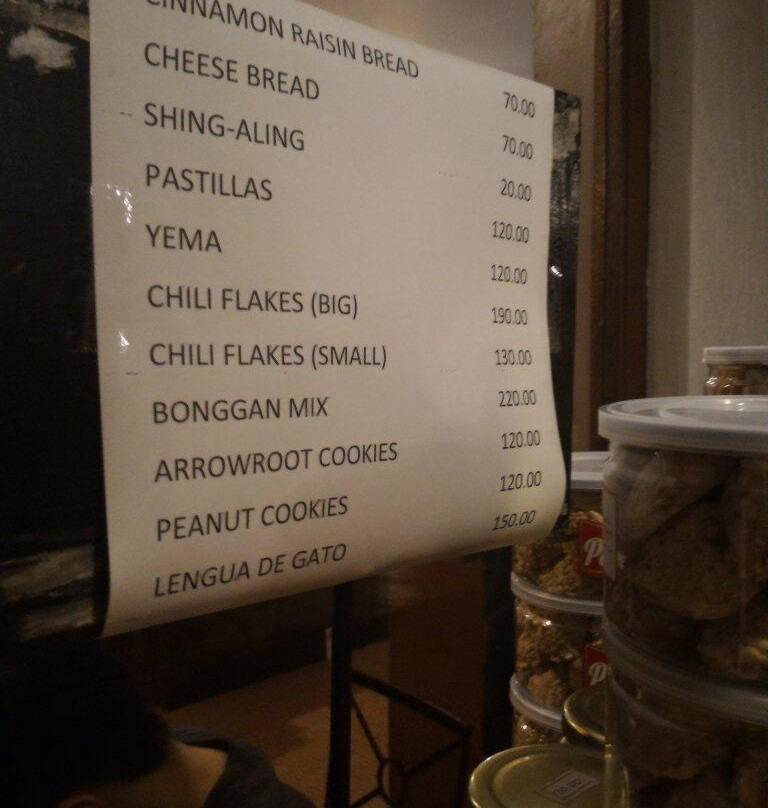 CINNAMON RAISIN BREAD 70.00
CHEESE BREAD 70.00
SHING-ALING 20.00
PASTILLAS 120.00
YEMA 120.00
CHILI FLAKES (BIG) 190.00
CHILI FLAKES (SMALL) 130.00
BONGGAN MIX 220.00
ARROWROOT COOKIES 120.00
PEANUT COOKIES 120.00
LENGUA DE GATO 150.00